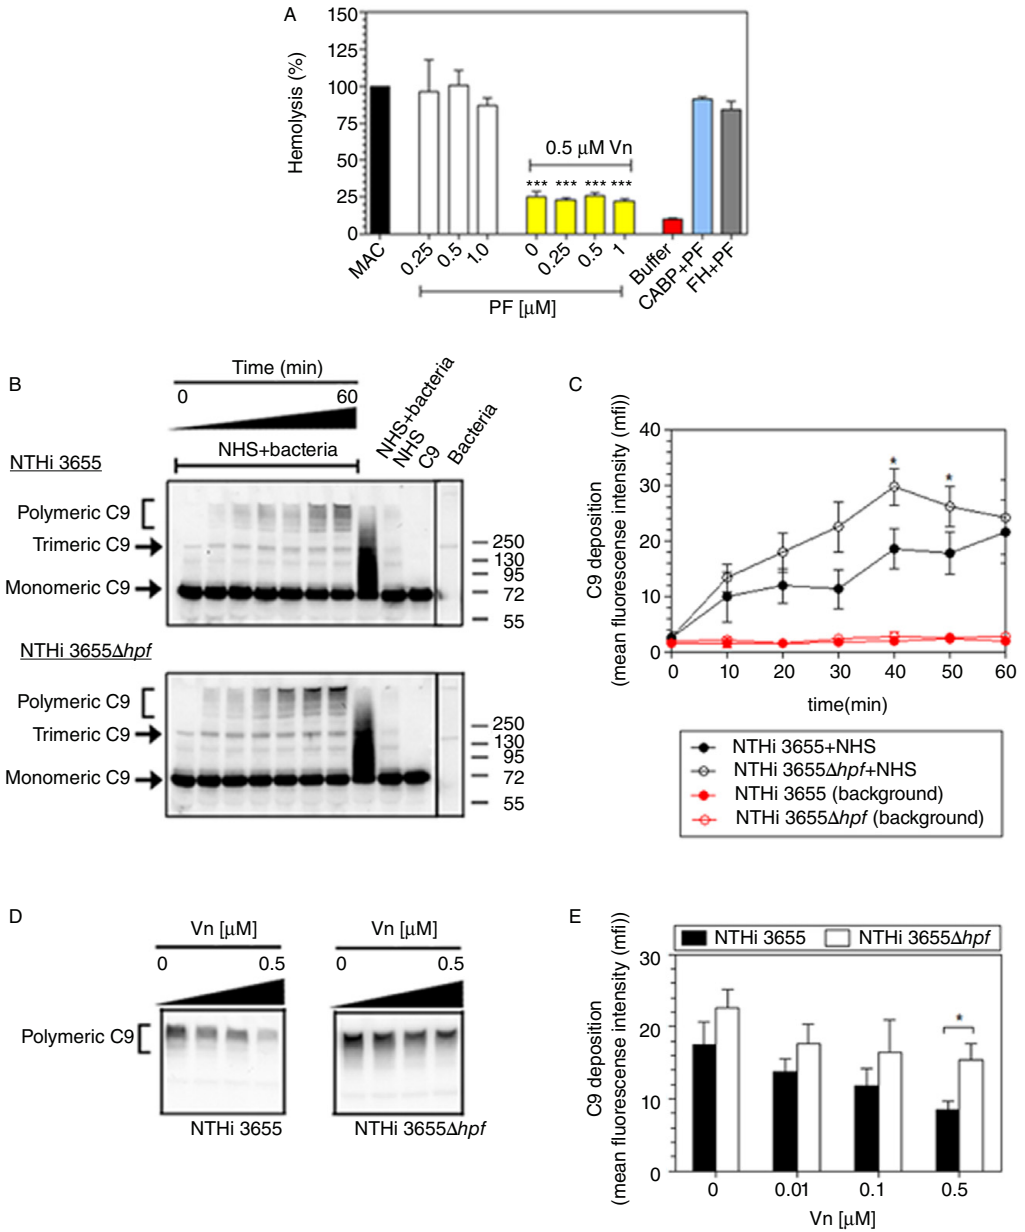 A
Hemolysis (%)
150
125
100
75
50
25
0
0.5 µM Vn
*** *** *** ***
MAC
0.25
0.5
1.0
0
0.25
0.5
1
Buffer
CABP+PF
FH+PF
PF [µM]
B
Time (min)
0 60
NHS+bacteria
NHS+bacteria
NHS
C9
Bacteria
NTHi 3655
Polymeric C9
Trimeric C9
Monomeric C9
250
130
95
72
55
NTHi 3655Δhpf
Polymeric C9
Trimeric C9
Monomeric C9
250
130
95
72
55
C
C9 deposition
(mean fluorescense intensity (mfi))
40
30
20
10
0
* *
0 10 20 30 40 50 60
time(min)
NTHi 3655+NHS
NTHi 3655Δhpf+NHS
NTHi 3655 (background)
NTHi 3655Δhpf (background)
D
Vn [µM]
0 0.5
Vn [µM]
0 0.5
Polymeric C9
NTHi 3655
NTHi 3655Δhpf
E
NTHi 3655 NTHi 3655Δhpf
C9 deposition
(mean fluorescense intensity (mfi))
30
20
10
0
*
0 0.01 0.1 0.5
Vn [µM]